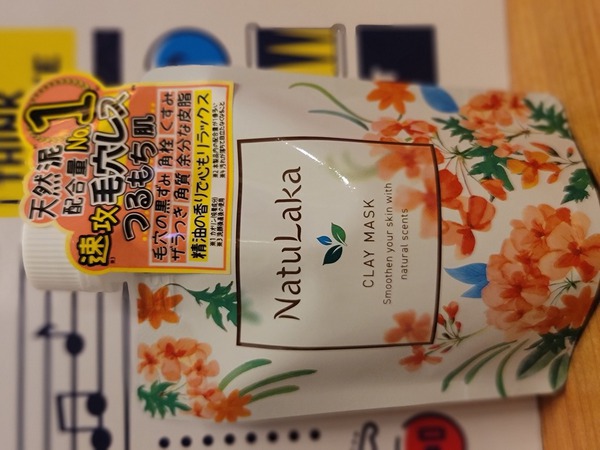 天然泥
配合量No.1
速攻毛穴レス
つるもち肌
毛穴の黒ずみ 角栓 くすみ
ザラつき 角質 余分な皮脂
精油の香りで心もリラックス
NatuLaka
CLAY MASK
Smoothen your skin with
natural scents
THINK